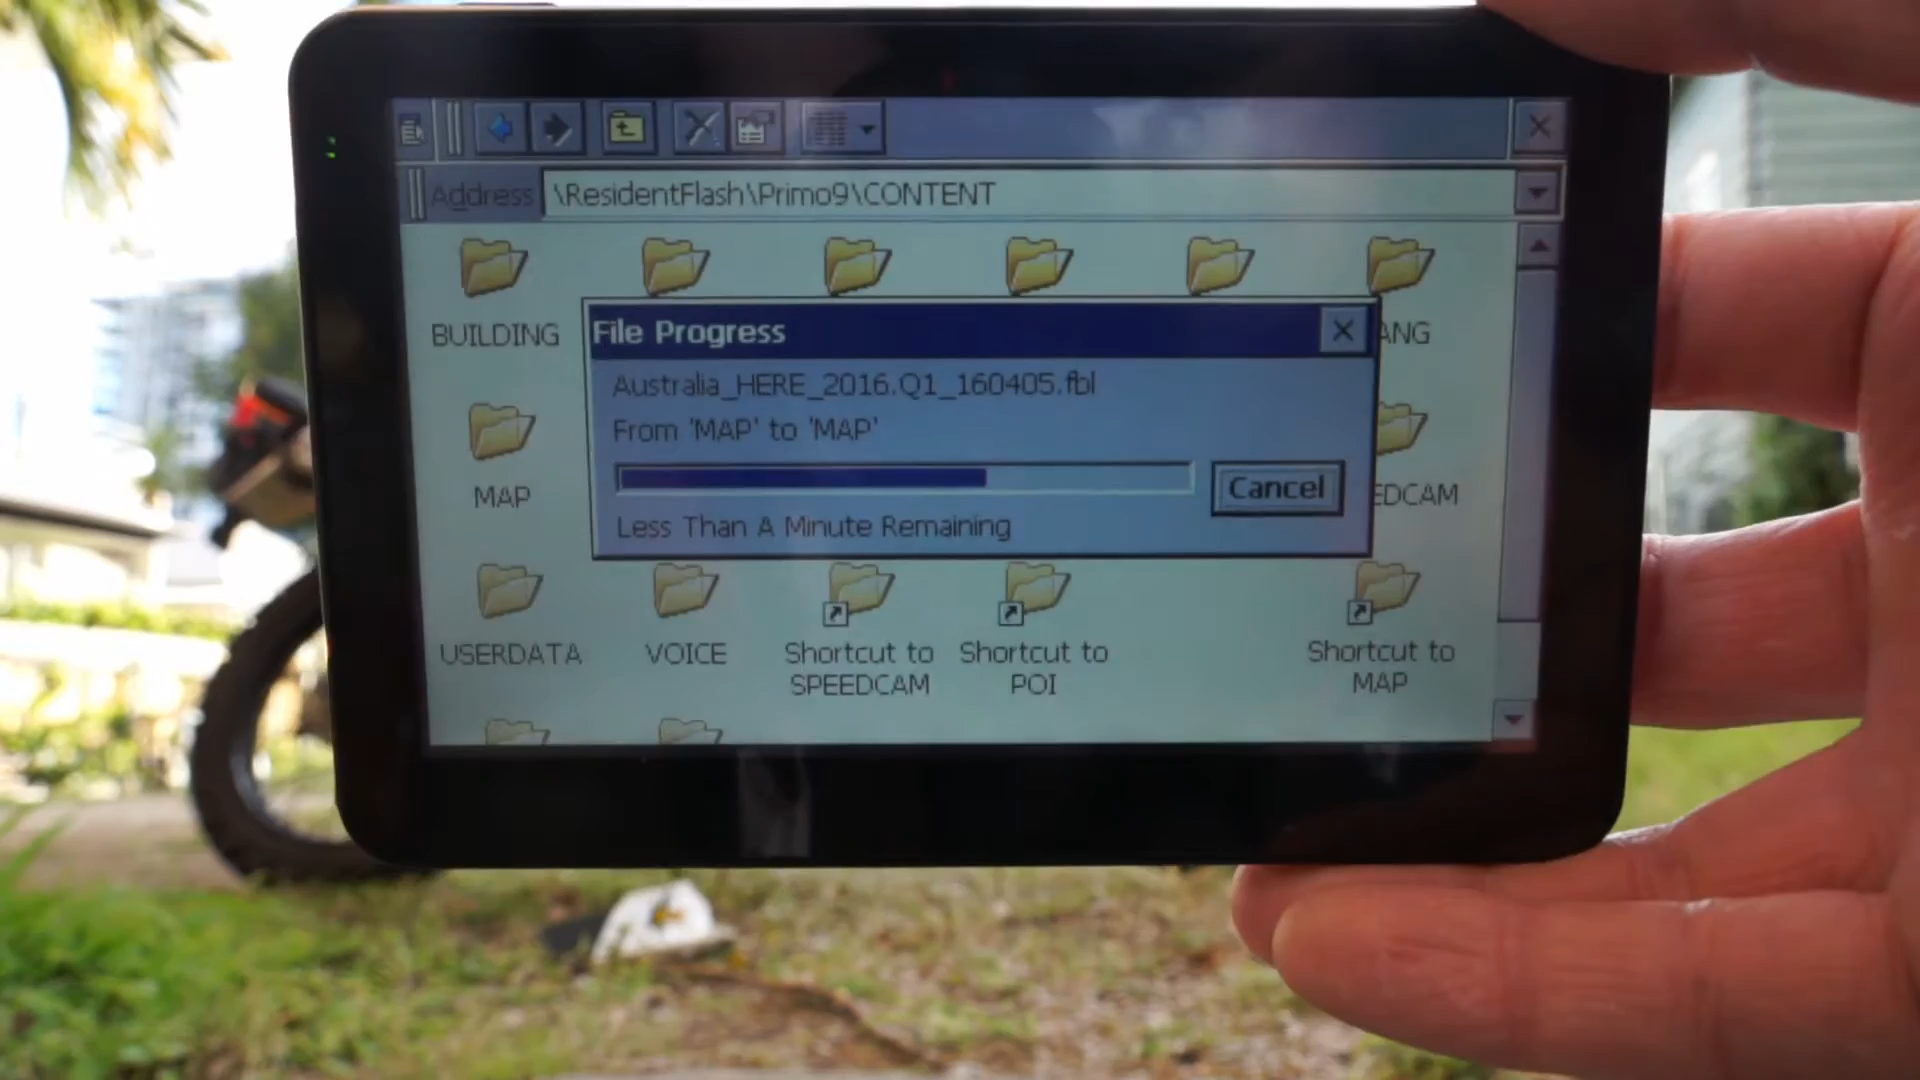 Address \ResidentFlash\Primo9\CONTENT
BUILDING
ANG
File Progress
Australia_HERE_2016.Q1_160405.fbl
From 'MAP' to 'MAP'
Cancel
Less Than A Minute Remaining
MAP
EDCAM
USERDATA
VOICE
Shortcut to
SPEEDCAM
Shortcut to
POI
Shortcut to
MAP